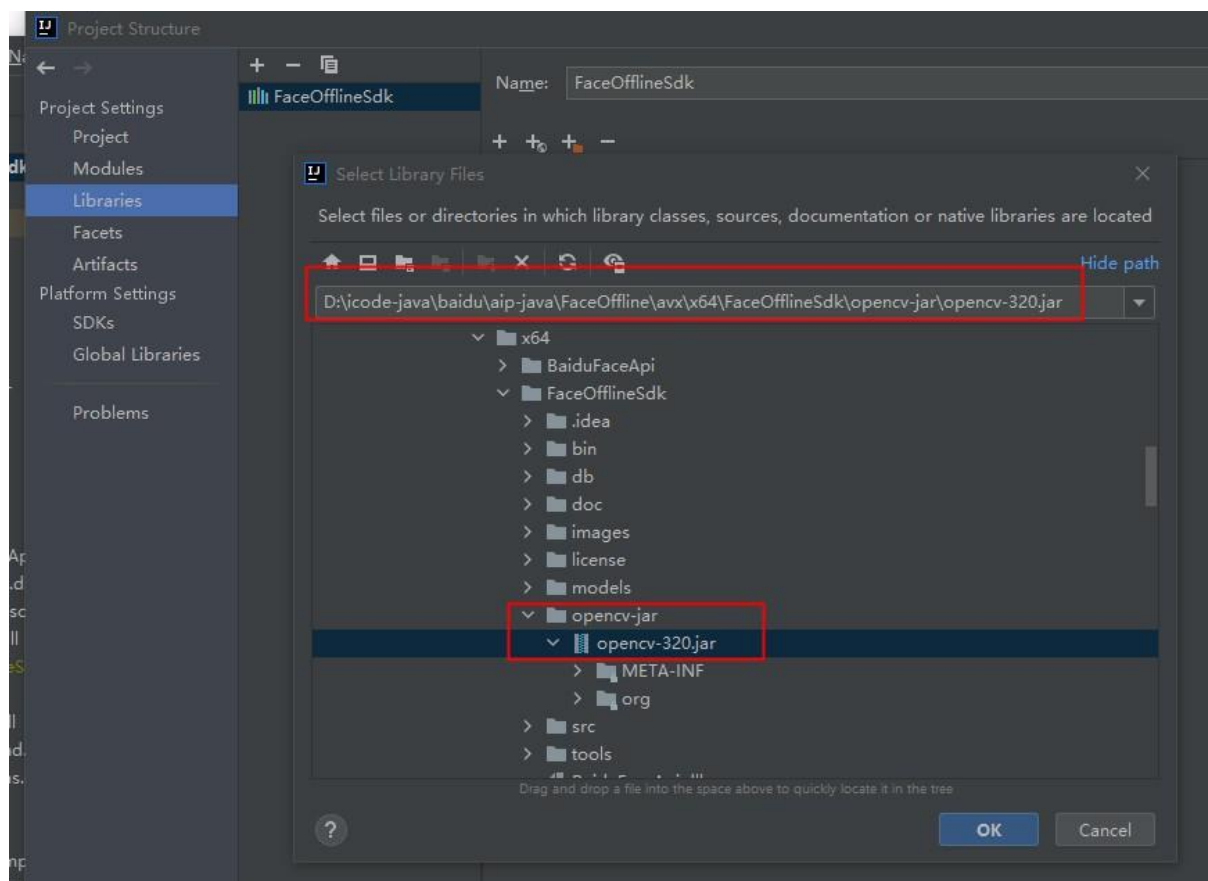 Project Structure
Project Settings
Project
Modules
Libraries
Facets
Artifacts
Platform Settings
SDKs
Global Libraries
Problems
FaceOfflineSdk
Name: FaceOfflineSdk
Select Library Files
Select files or directories in which library classes, sources, documentation or native libraries are located
Hide path
D:\icode-java\baidu\aip-java\FaceOffline\avx\x64\FaceOfflineSdk\opencv-jar\opencv-320.jar
x64
BaiduFaceApi
FaceOfflineSdk
.idea
bin
db
doc
images
license
models
opencv-jar
opencv-320.jar
META-INF
org
src
tools
Drag and drop a file into the space above to quickly locate it in the tree
?
OK
Cancel